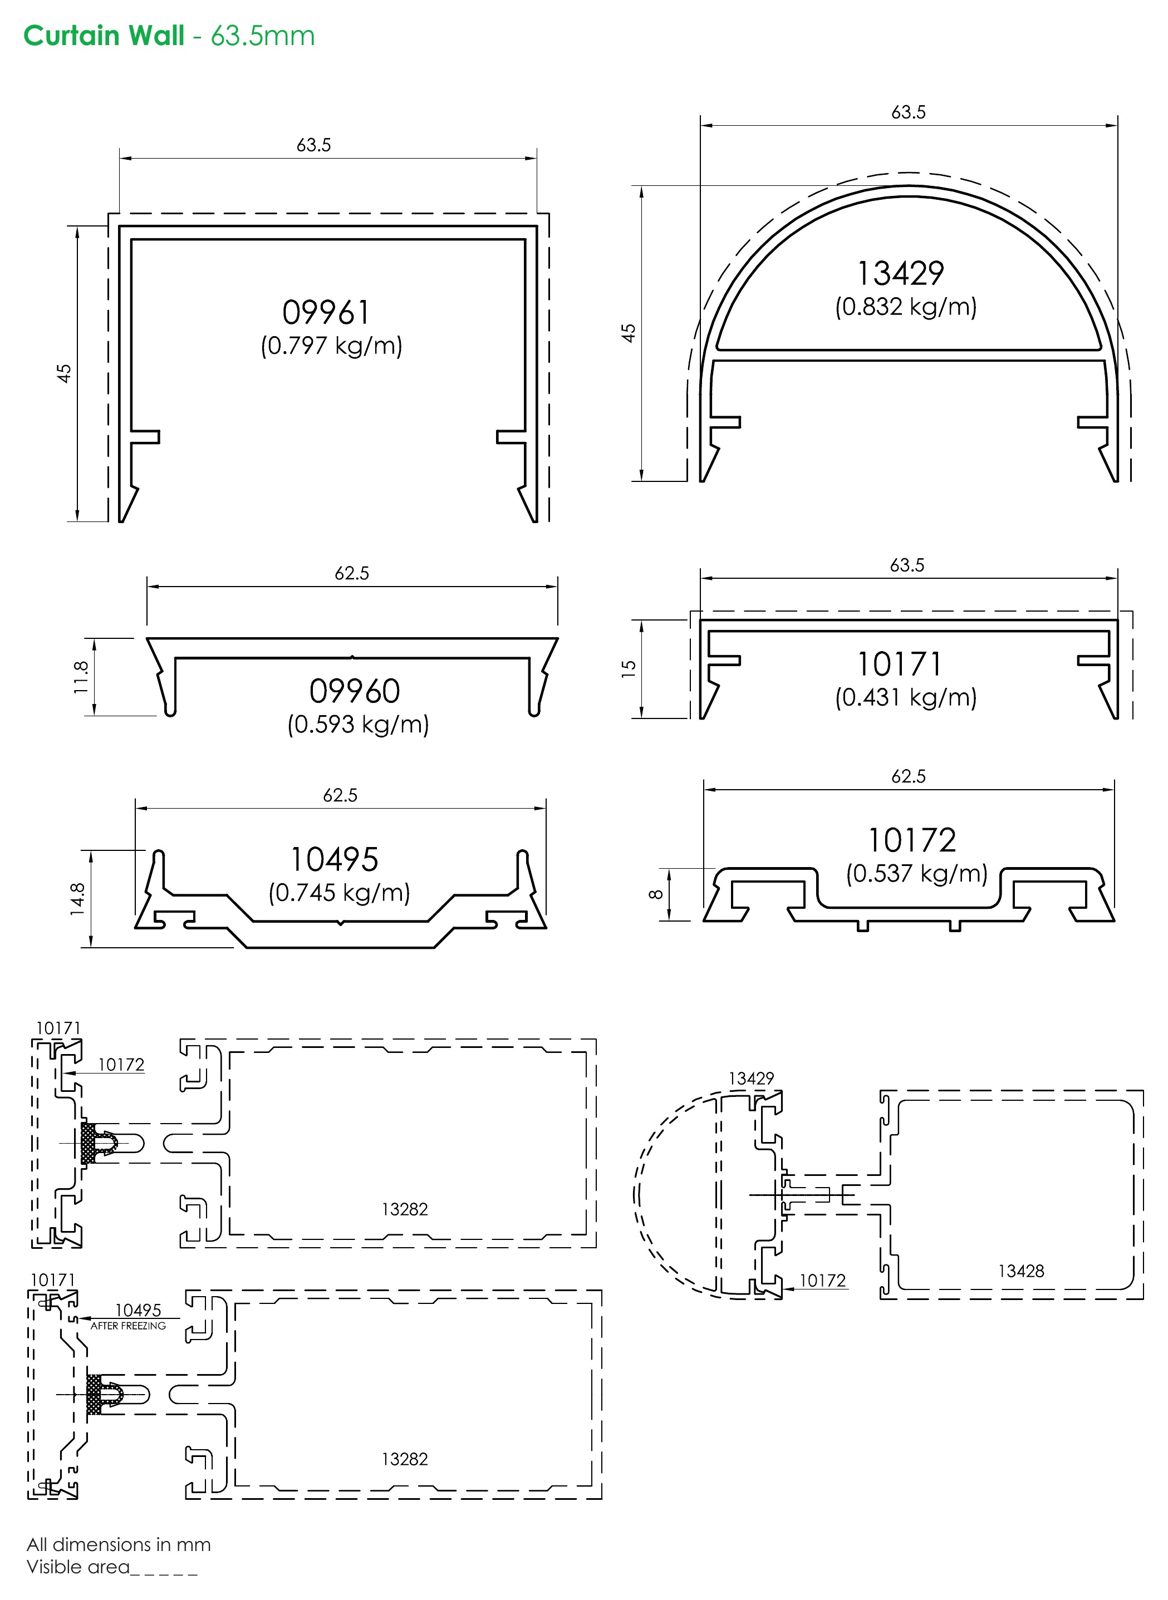 Curtain Wall - 63.5mm
63.5
45
09961
(0.797 kg/m)
63.5
45
13429
(0.832 kg/m)
62.5
11.8
09960
(0.593 kg/m)
63.5
15
10171
(0.431 kg/m)
62.5
14.8
10495
(0.745 kg/m)
62.5
8
10172
(0.537 kg/m)
10171
10172
13282
13429
10172
13428
10171
10495
AFTER FREEZING
13282
All dimensions in mm
Visible area_ _ _ _ _